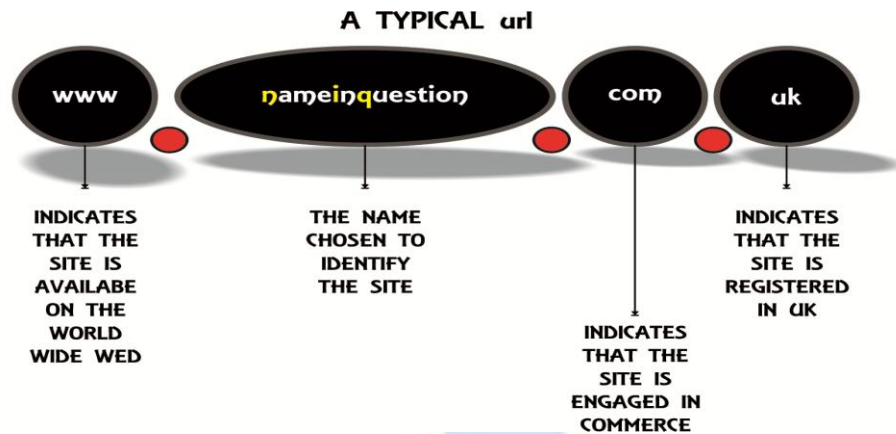 A TYPICAL url
www
nameinquestion
com
uk
INDICATES
THAT THE
SITE IS
AVAILABE
ON THE
WORLD
WIDE WED
THE NAME
CHOSEN TO
IDENTIFY
THE SITE
INDICATES
THAT THE
SITE IS
ENGAGED IN
COMMERCE
INDICATES
THAT THE
SITE IS
REGISTERED
IN UK